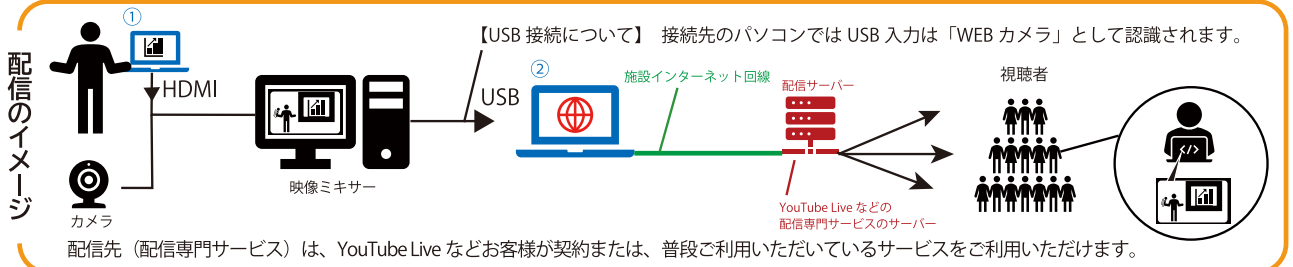 配信のイメージ
①
HDMI
カメラ
映像ミキサー
【USB 接続について】 接続先のパソコンでは USB 入力は「WEB カメラ」として認識されます。
USB
②
施設インターネット回線
配信サーバー
YouTube Live などの
配信専門サービスのサーバー
視聴者
</>
配信先（配信専門サービス）は、YouTube Live などお客様が契約または、普段ご利用いただいているサービスをご利用いただけます。